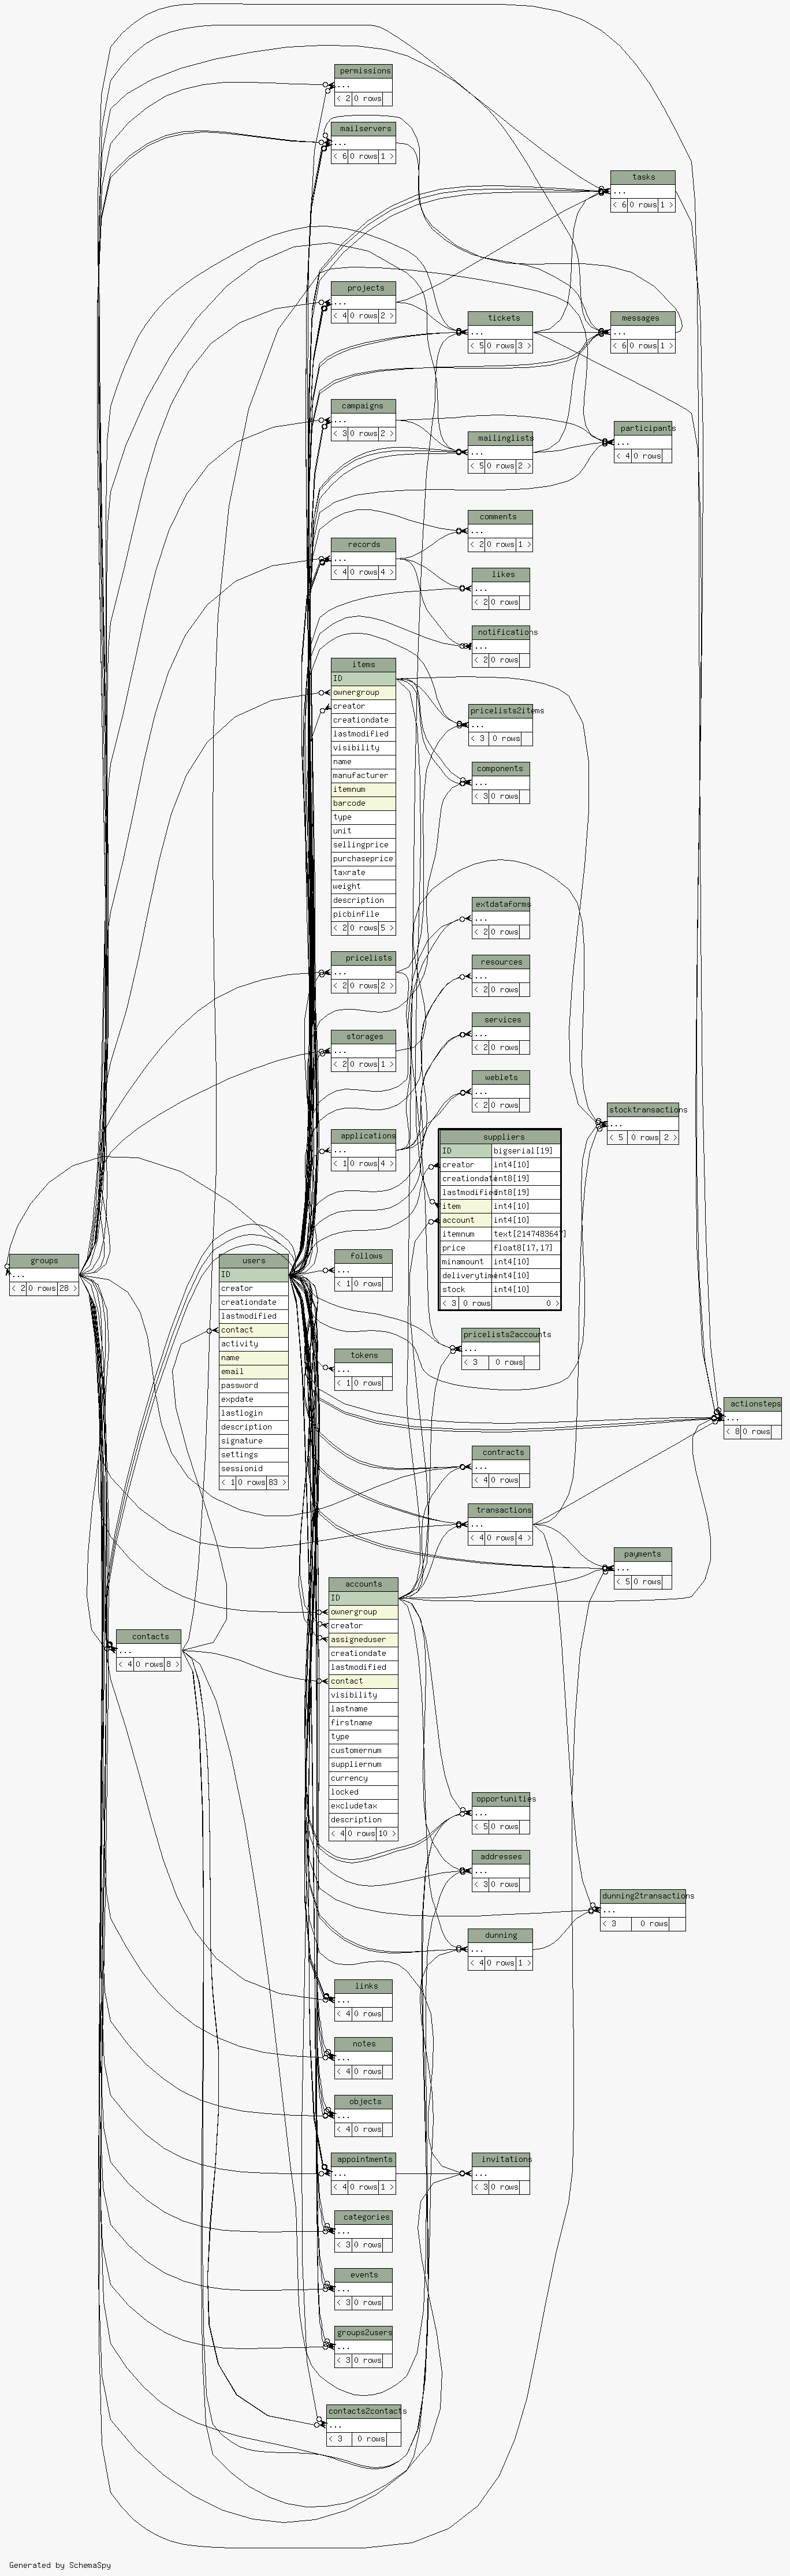 permissions
...
< 2 0 rows
mailservers
...
< 6 0 rows 1 >
tasks
...
< 6 0 rows 1 >
projects
...
< 4 0 rows 2 >
tickets
...
< 5 0 rows 3 >
messages
...
< 6 0 rows 1 >
campaigns
...
< 3 0 rows 2 >
mailinglists
...
< 5 0 rows 2 >
participants
...
< 4 0 rows
comments
...
< 2 0 rows 1 >
records
...
< 4 0 rows 4 >
likes
...
< 2 0 rows
notifications
...
< 2 0 rows
items
ID
ownergroup
creator
creationdate
lastmodified
visibility
name
manufacturer
itemnum
barcode
type
unit
sellingprice
purchaseprice
taxrate
weight
description
picbinfile
< 2 0 rows 5 >
pricelists2items
...
< 3 0 rows
components
...
< 3 0 rows
extdataforms
...
< 2 0 rows
pricelists
...
< 2 0 rows 2 >
resources
...
< 2 0 rows
services
...
< 2 0 rows
storages
...
< 2 0 rows 1 >
weblets
...
< 2 0 rows
stocktransactions
...
< 5 0 rows 2 >
applications
...
< 1 0 rows 4 >
suppliers
ID bigserial[19]
creator int4[10]
creationdate int8[19]
lastmodified int8[19]
item int4[10]
account int4[10]
itemnum text[2147483647]
price float8[17,17]
minamount int4[10]
deliverytime int4[10]
stock int4[10]
< 3 0 rows 0 >
groups
...
< 2 0 rows 28 >
users
ID
creator
creationdate
lastmodified
contact
activity
name
email
password
expdate
lastlogin
description
signature
settings
sessionid
< 1 0 rows 83 >
follows
...
< 1 0 rows
pricelists2accounts
...
< 3 0 rows
tokens
...
< 1 0 rows
actionsteps
...
< 8 0 rows
contracts
...
< 4 0 rows
transactions
...
< 4 0 rows 4 >
payments
...
< 5 0 rows
accounts
ID
ownergroup
creator
assigneduser
creationdate
lastmodified
contact
visibility
lastname
firstname
type
customernum
suppliernum
currency
locked
excludetax
description
< 4 0 rows 10 >
contacts
...
< 4 0 rows 8 >
opportunities
...
< 5 0 rows
addresses
...
< 3 0 rows
dunning2transactions
...
< 3 0 rows
dunning
...
< 4 0 rows 1 >
links
...
< 4 0 rows
notes
...
< 4 0 rows
objects
...
< 4 0 rows
appointments
...
< 4 0 rows 1 >
invitations
...
< 3 0 rows
categories
...
< 3 0 rows
events
...
< 3 0 rows
groups2users
...
< 3 0 rows
contacts2contacts
...
< 3 0 rows
Generated by SchemaSpy